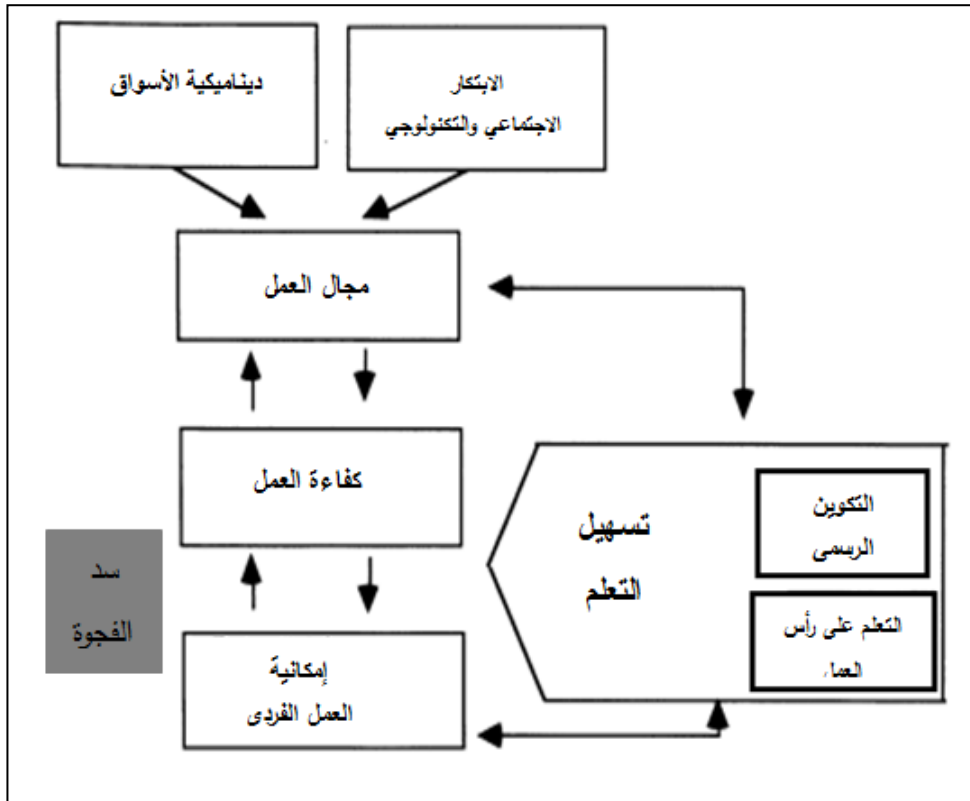 ديناميكية الأسواق
الابتكار
الاجتماعي والتكنولوجي
مجال العمل
كفاءة العمل
سد
الفجوة
إمكانية
العمل الفردى
تسهيل
التعلم
التكوين
الرسمى
التعلم على رأس